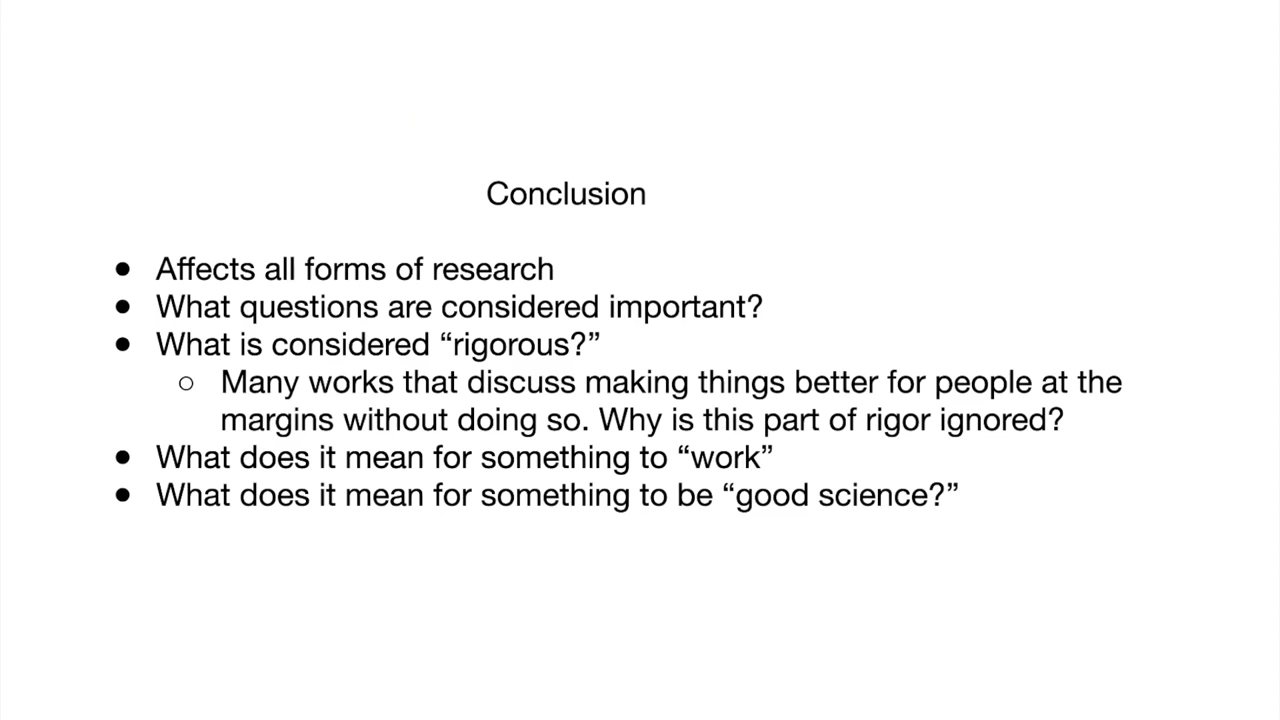 Conclusion
● Affects all forms of research
● What questions are considered important?
● What is considered “rigorous?”
○ Many works that discuss making things better for people at the
margins without doing so. Why is this part of rigor ignored?
● What does it mean for something to “work”
● What does it mean for something to be “good science?”